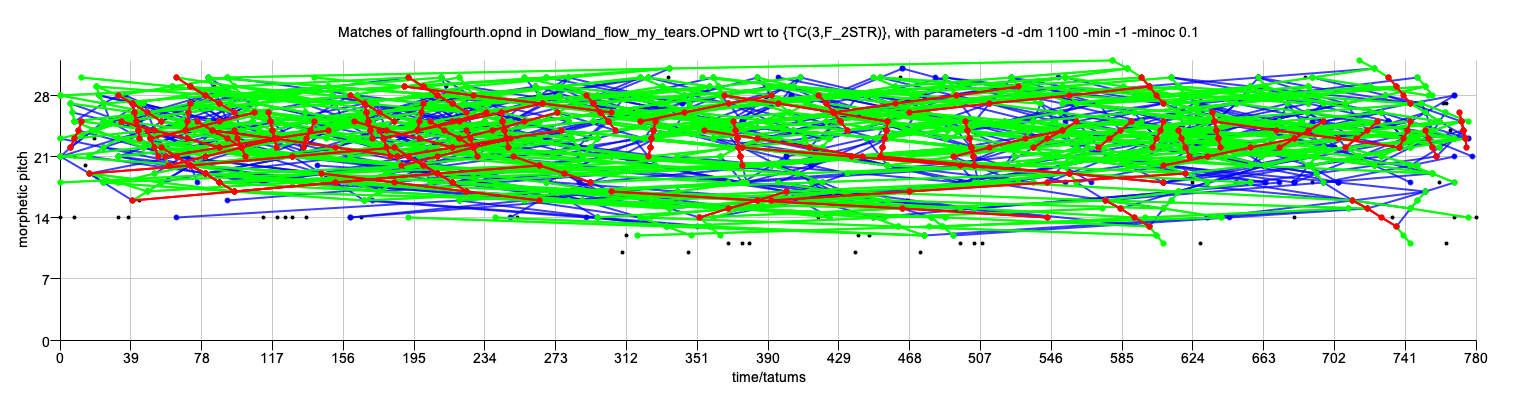 Matches of fallingfourth.opnd in Dowland_flow_my_tears.OPND wrt to {TC(3,F_2STR)}, with parameters -d -dm 1100 -min -1 -minoc 0.1
28
21
14
7
0
morphetic pitch
0 39 78 117 156 195 234 273 312 351 390 429 468 507 546 585 624 663 702 741 780
time/tatums